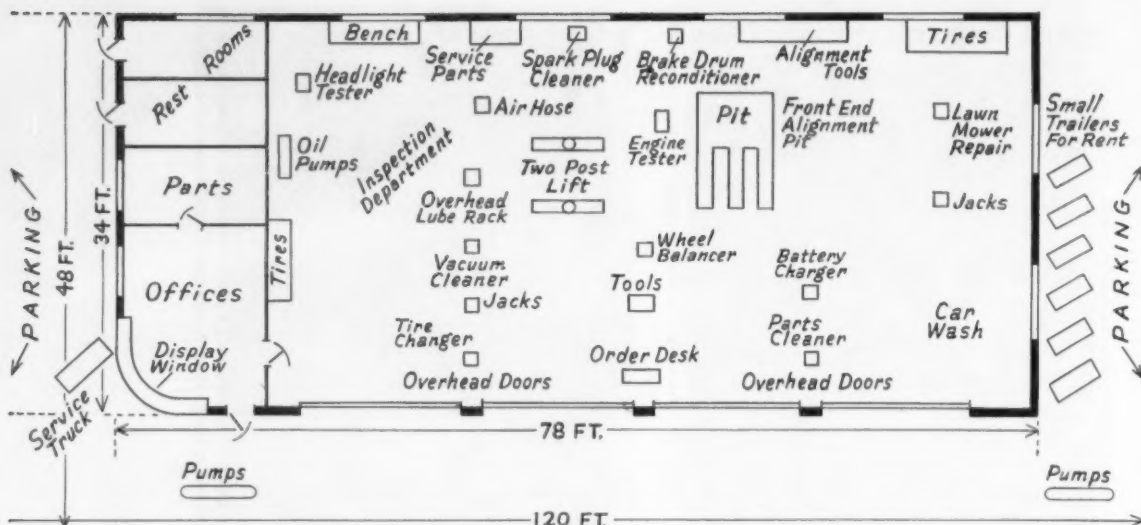 Rooms
Rest
Parts
Offices
Display
Window
Tires
PARKING
48 FT.
34 FT.
Service
Truck
Bench
Service
Parts
Spark Plug
Cleaner
Brake Drum
Reconditioner
Alignment
Tools
Tires
Headlight
Tester
Air Hose
Oil
Pumps
Inspection
Department
Two Post
Lift
Engine
Tester
Pit
Front End
Alignment
Pit
Lawn
Mower
Repair
Small
Trailers
For Rent
Overhead
Lube Rack
Jacks
Vacuum
Cleaner
Wheel
Balancer
Battery
Charger
Jacks
Tools
Tire
Changer
Order Desk
Parts
Cleaner
Car
Wash
PARKING
Overhead Doors
Overhead Doors
78 FT.
Pumps
Pumps
120 FT.